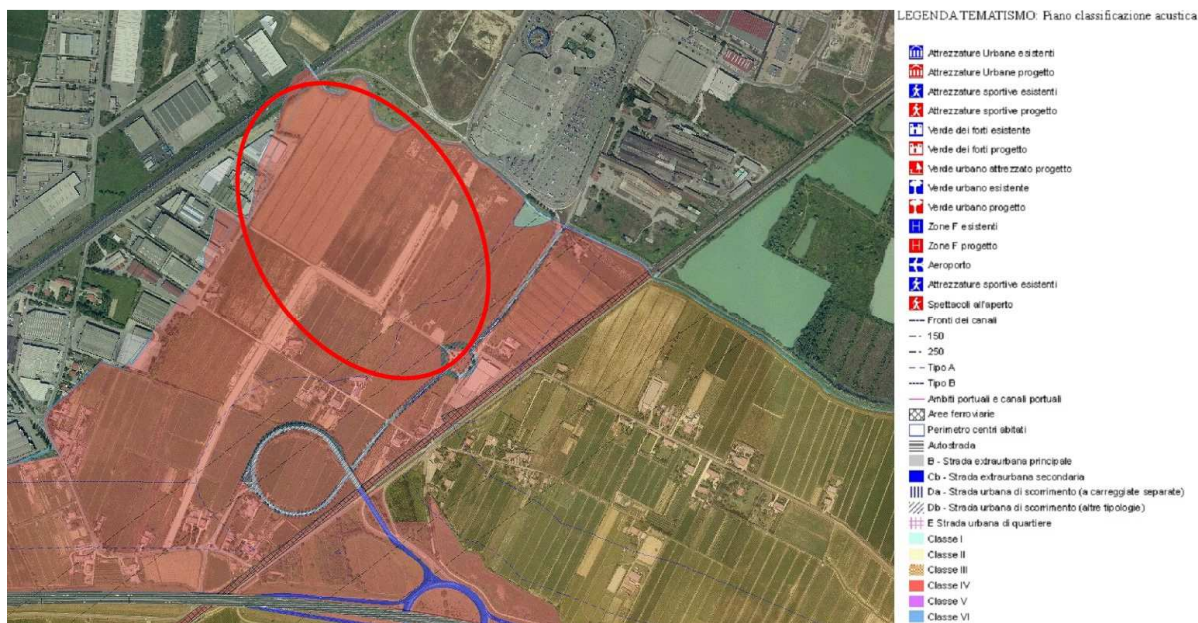 LEGENDA TEMATISMO: Piano classificazione acustica
Attrezzature Urbane esistenti
Attrezzature Urbane progetto
Attrezzature sportive esistenti
Attrezzature sportive progetto
Verde dei forti esistente
Verde dei forti progetto
Verde urbano attrezzato progetto
Verde urbano esistente
Verde urbano progetto
Zone F esistenti
Zone F progetto
Aeroporto
Attrezzature sportive esistenti
Spettacoli all'aperto
Fronti dei canali
150
250
Tipo A
Tipo B
Ambiti portuali e canali portuali
Aree ferroviarie
Perimetro centri abitati
Autostrada
B - Strada extraurbana principale
Cb - Strada extraurbana secondaria
Da - Strada urbana di scorrimento (a carreggiate separate)
Db - Strada urbana di scorrimento (altre tipologie)
E Strada urbana di quartiere
Classe I
Classe II
Classe III
Classe IV
Classe V
Classe VI